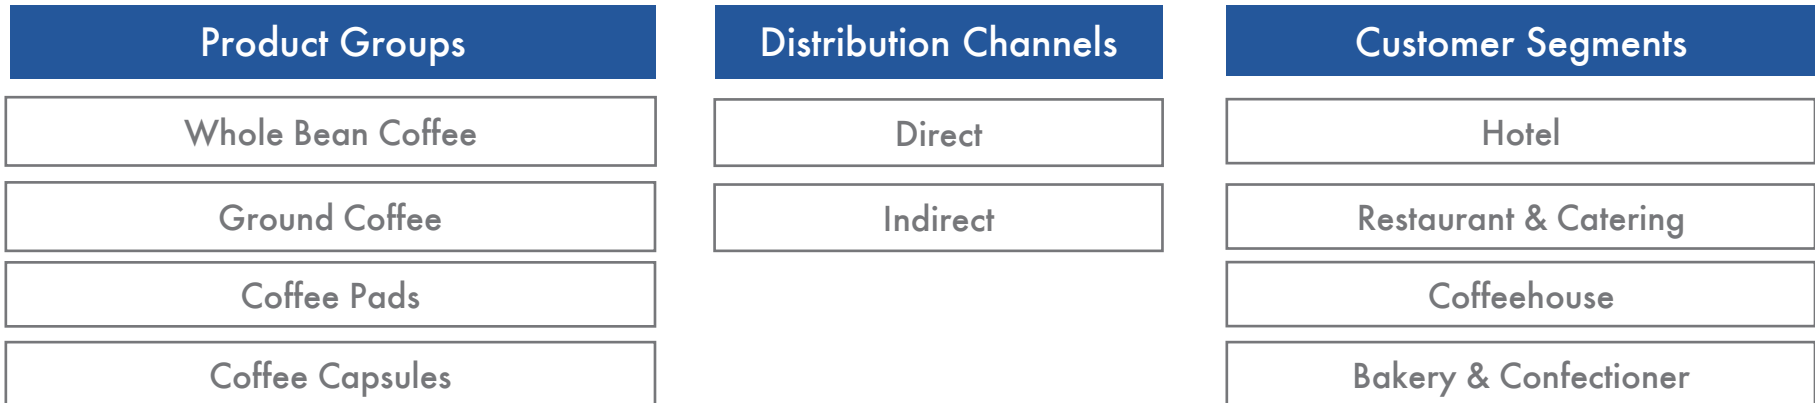 Product Groups
Whole Bean Coffee
Ground Coffee
Coffee Pads
Coffee Capsules
Distribution Channels
Direct
Indirect
Customer Segments
Hotel
Restaurant & Catering
Coffeehouse
Bakery & Confectioner